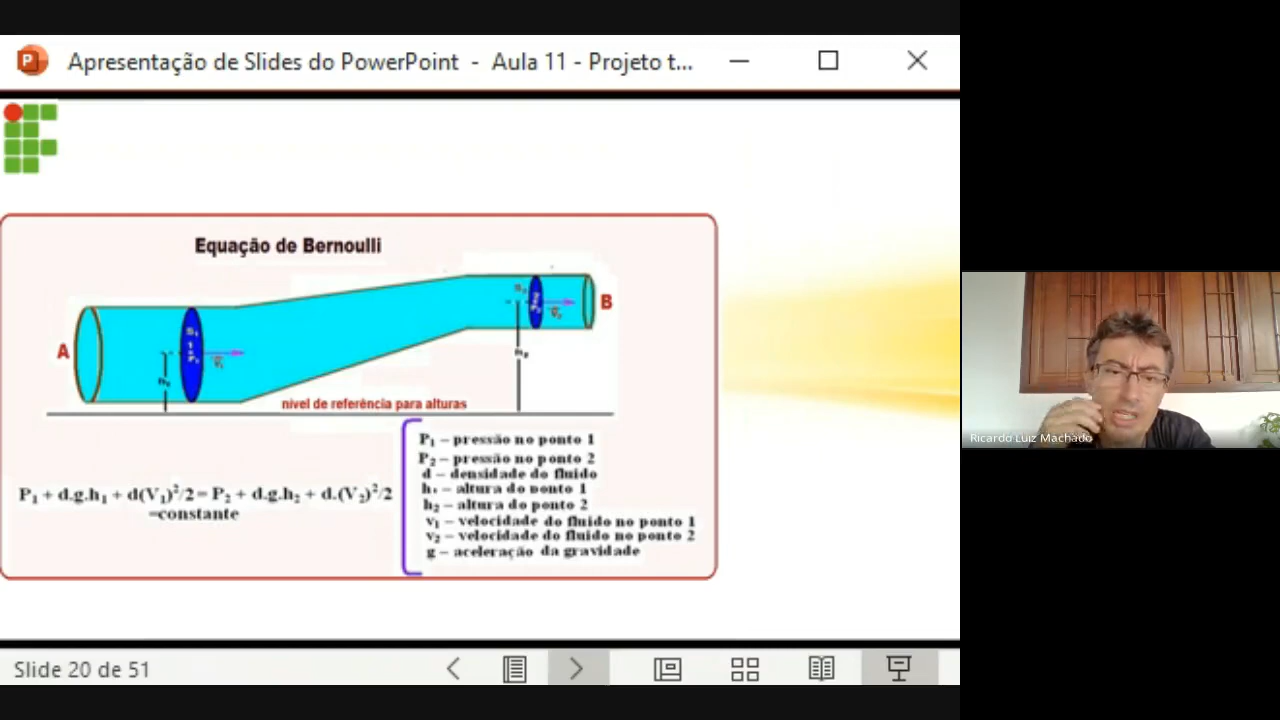 Apresentação de Slides do PowerPoint - Aula 11 - Projeto t...
Equação de Bernoulli
A
B
nível de referência para alturas
P₁ – pressão no ponto 1
P₂ – pressão no ponto 2
d – densidade do fluido
h₁ – altura do ponto 1
h₂ – altura do ponto 2
v₁ – velocidade do fluido no ponto 1
v₂ – velocidade do fluido no ponto 2
g – aceleração da gravidade
P₁ + d.g.h₁ + d(V₁)²/2= P₂ + d.g.h₂ + d.(V₂)²/2
=constante
Ricardo Luiz Machado
Slide 20 de 51